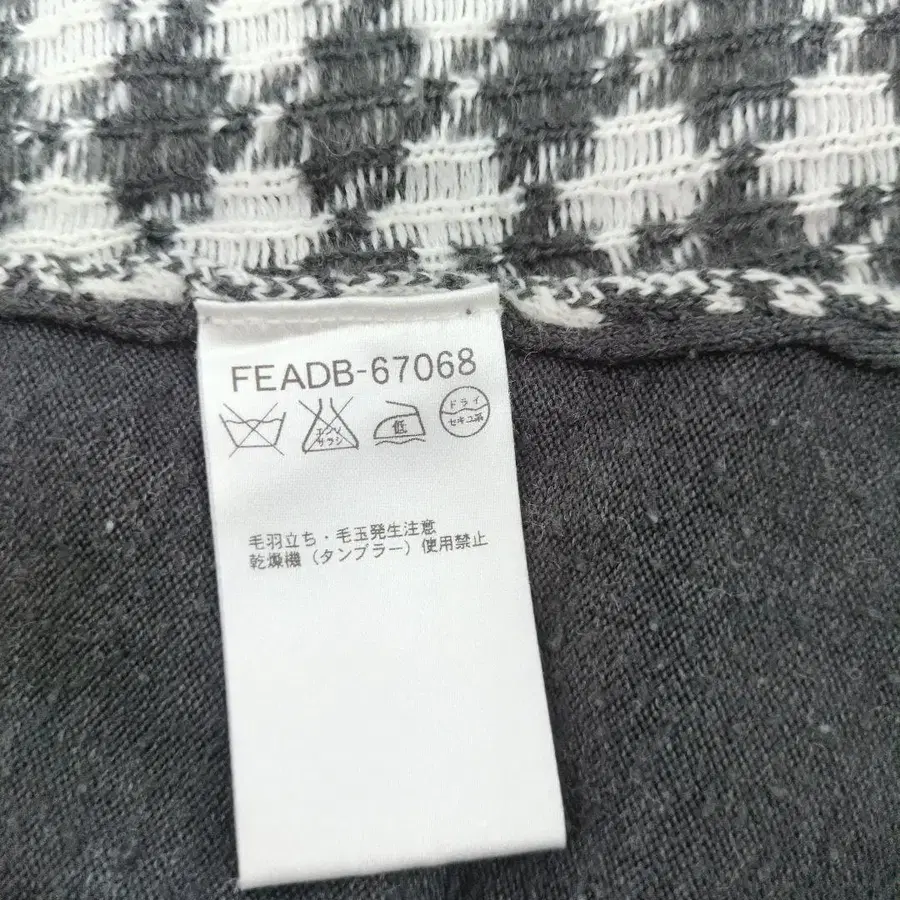 FEADB-67068
エンソ
サラシ
低
ドライ
セキユ系
毛羽立ち・毛玉発生注意
乾燥機（タンブラー）使用禁止